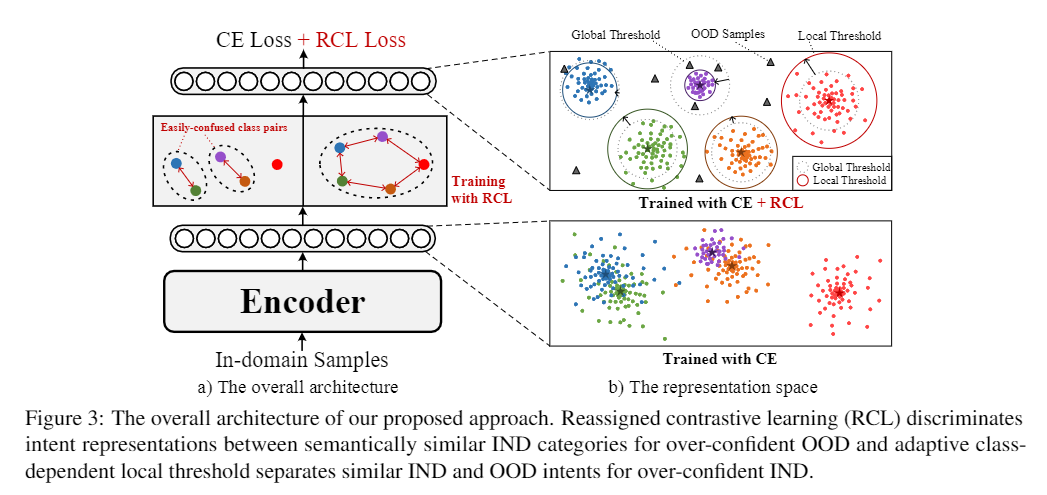 CE Loss + RCL Loss
Easily-confused class pairs
Training
with RCL
Encoder
In-domain Samples
a) The overall architecture
Global Threshold
OOD Samples
Local Threshold
Global Threshold
Local Threshold
Trained with CE + RCL
Trained with CE
b) The representation space
Figure 3: The overall architecture of our proposed approach. Reassigned contrastive learning (RCL) discriminates
intent representations between semantically similar IND categories for over-confident OOD and adaptive class-
dependent local threshold separates similar IND and OOD intents for over-confident IND.